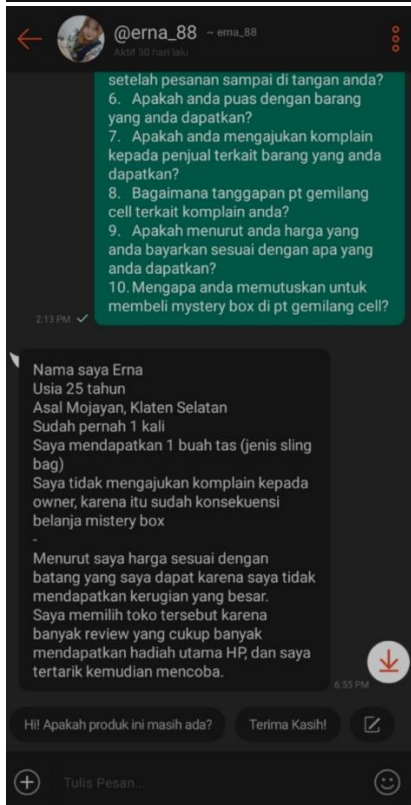 @erna_88 ~ erna_88
Aktif 30 hari lalu
setelah pesanan sampai di tangan anda?
6. Apakah anda puas dengan barang
yang anda dapatkan?
7. Apakah anda mengajukan komplain
kepada penjual terkait barang yang anda
dapatkan?
8. Bagaimana tanggapan pt gemilang
cell terkait komplain anda?
9. Apakah menurut anda harga yang
anda bayarkan sesuai dengan apa yang
anda dapatkan?
10. Mengapa anda memutuskan untuk
membeli mystery box di pt gemilang cell?
2:13 PM
Nama saya Erna
Usia 25 tahun
Asal Mojayan, Klaten Selatan
Sudah pernah 1 kali
Saya mendapatkan 1 buah tas (jenis sling
bag)
Saya tidak mengajukan komplain kepada
owner, karena itu sudah konsekuensi
belanja mistery box
-
Menurut saya harga sesuai dengan
batang yang saya dapat karena saya tidak
mendapatkan kerugian yang besar.
Saya memilih toko tersebut karena
banyak review yang cukup banyak
mendapatkan hadiah utama HP, dan saya
tertarik kemudian mencoba.
6:55 PM
Hi! Apakah produk ini masih ada?
Terima Kasih!
Tulis Pesan...